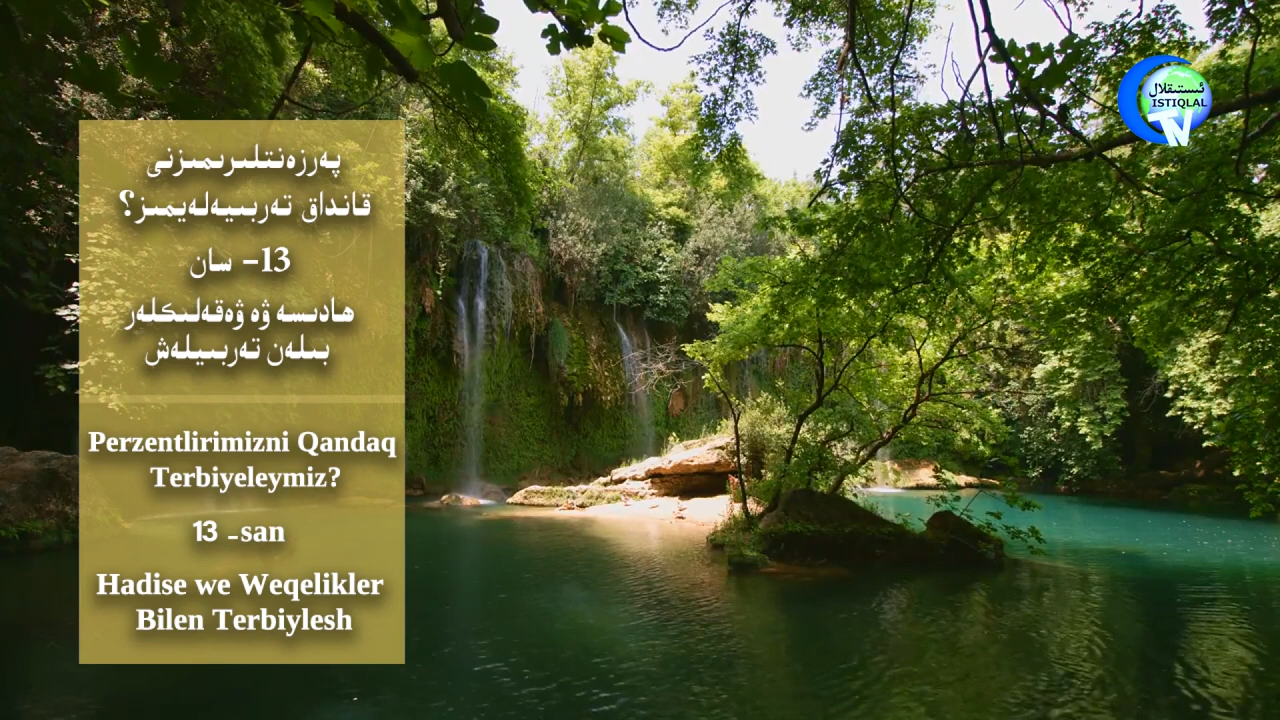 پەرزەنتلىرىمىزنى
قانداق تەربىيەلەيمىز؟
13- سان
ھادىسە ۋە ۋەقەلىكلەر
بىلەن تەربىيلەش
Perzentlirimizni Qandaq
Terbiyeleymiz?
13 -san
Hadise we Weqelikler
Bilen Terbiylesh
ئىستىقلال
ISTIQLAL
TV